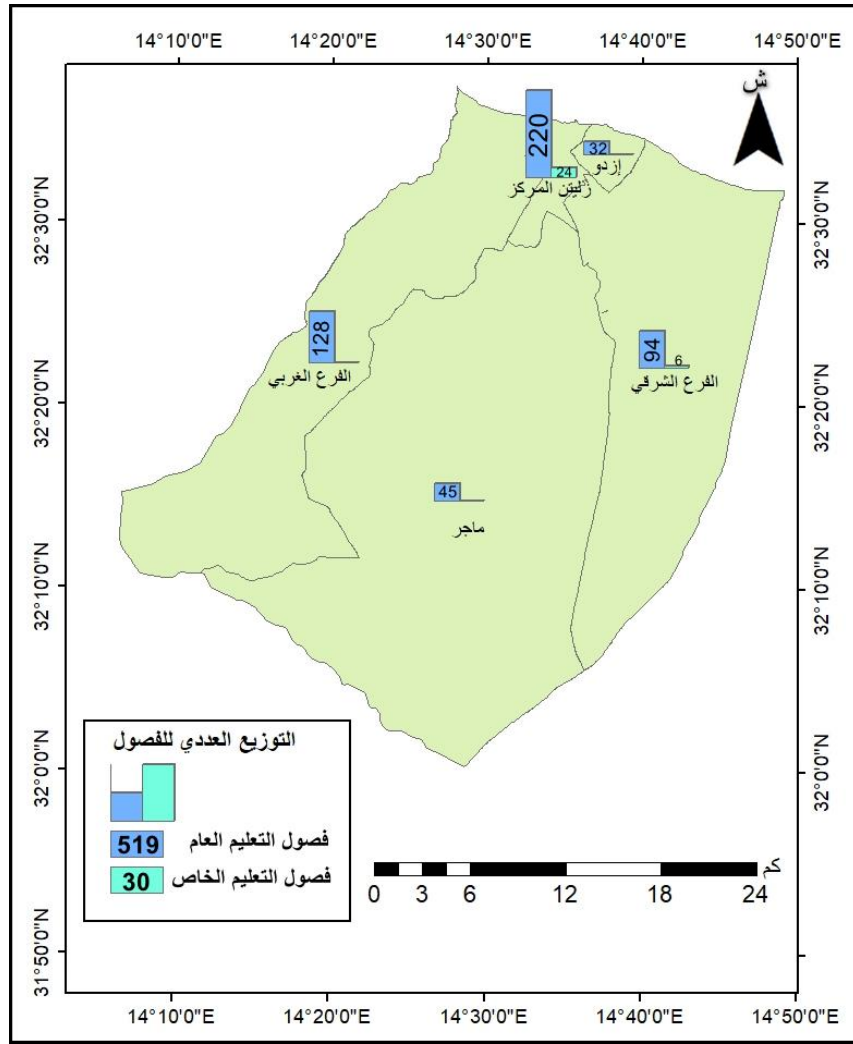 14°10'0"E 14°20'0"E 14°30'0"E 14°40'0"E 14°50'0"E
ش
220
24
زليتن المركز
32
إزدو
32°30'0"N
32°30'0"N
128
الفرع الغربي
94
6
الفرع الشرقي
32°20'0"N
32°20'0"N
45
ماجر
32°10'0"N
32°10'0"N
التوزيع العددي للفصول
519 فصول التعليم العام
30 فصول التعليم الخاص
32°0'0"N
32°0'0"N
كم
0 3 6 12 18 24
31°50'0"N
14°10'0"E 14°20'0"E 14°30'0"E 14°40'0"E 14°50'0"E